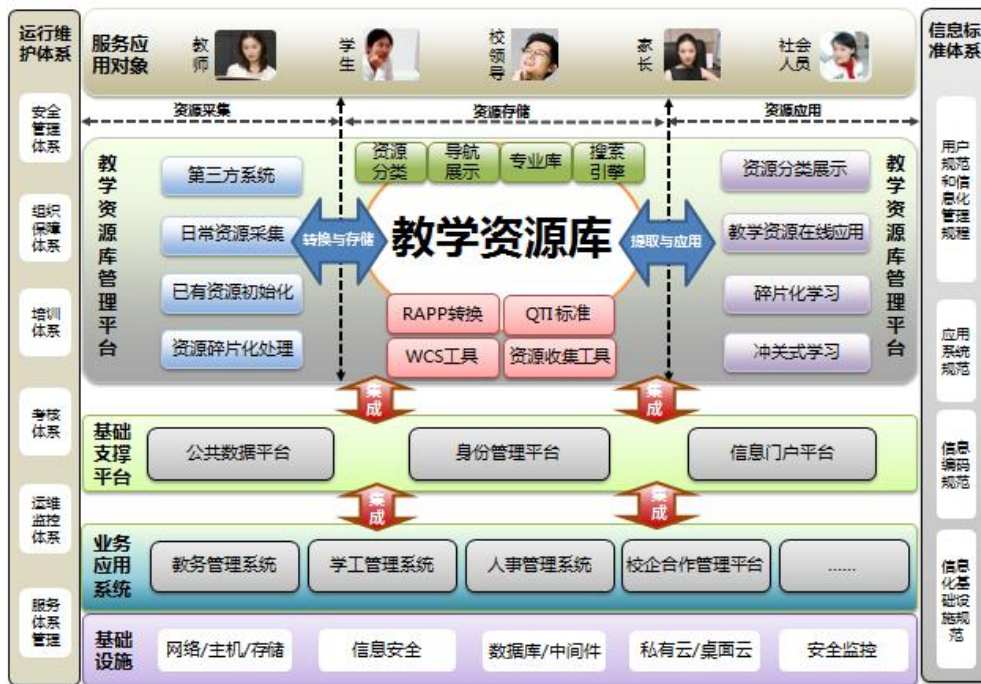 运行维
护体系
安全
管理
体系
组织
保障
体系
培训
体系
考核
体系
运维
监控
体系
服务
体系
管理
服务应
用对象
教
师
学
生
校
领
导
家
长
社会
人员
资源采集
资源存储
资源应用
教
学
资
源
库
管
理
平
台
第三方系统
日常资源采集
已有资源初始化
资源碎片化处理
转换与存储
资源
分类
导航
展示
专业库
搜索
引擎
教学资源库
RAPP转换
QTI标准
WCS工具
资源收集工具
提取与应用
资源分类展示
教学资源在线应用
碎片化学习
冲关式学习
教
学
资
源
库
管
理
平
台
集
成
集
成
基础
支撑
平台
公共数据平台
身份管理平台
信息门户平台
集
成
集
成
业务
应用
系统
教务管理系统
学工管理系统
人事管理系统
校企合作管理平台
......
基础
设施
网络/主机/存储
信息安全
数据库/中间件
私有云/桌面云
安全监控
信息标
准体系
用户
规范
和信
息化
管理
规程
应用
系统
规范
信息
编码
规范
信息
化基
础设
施规
范